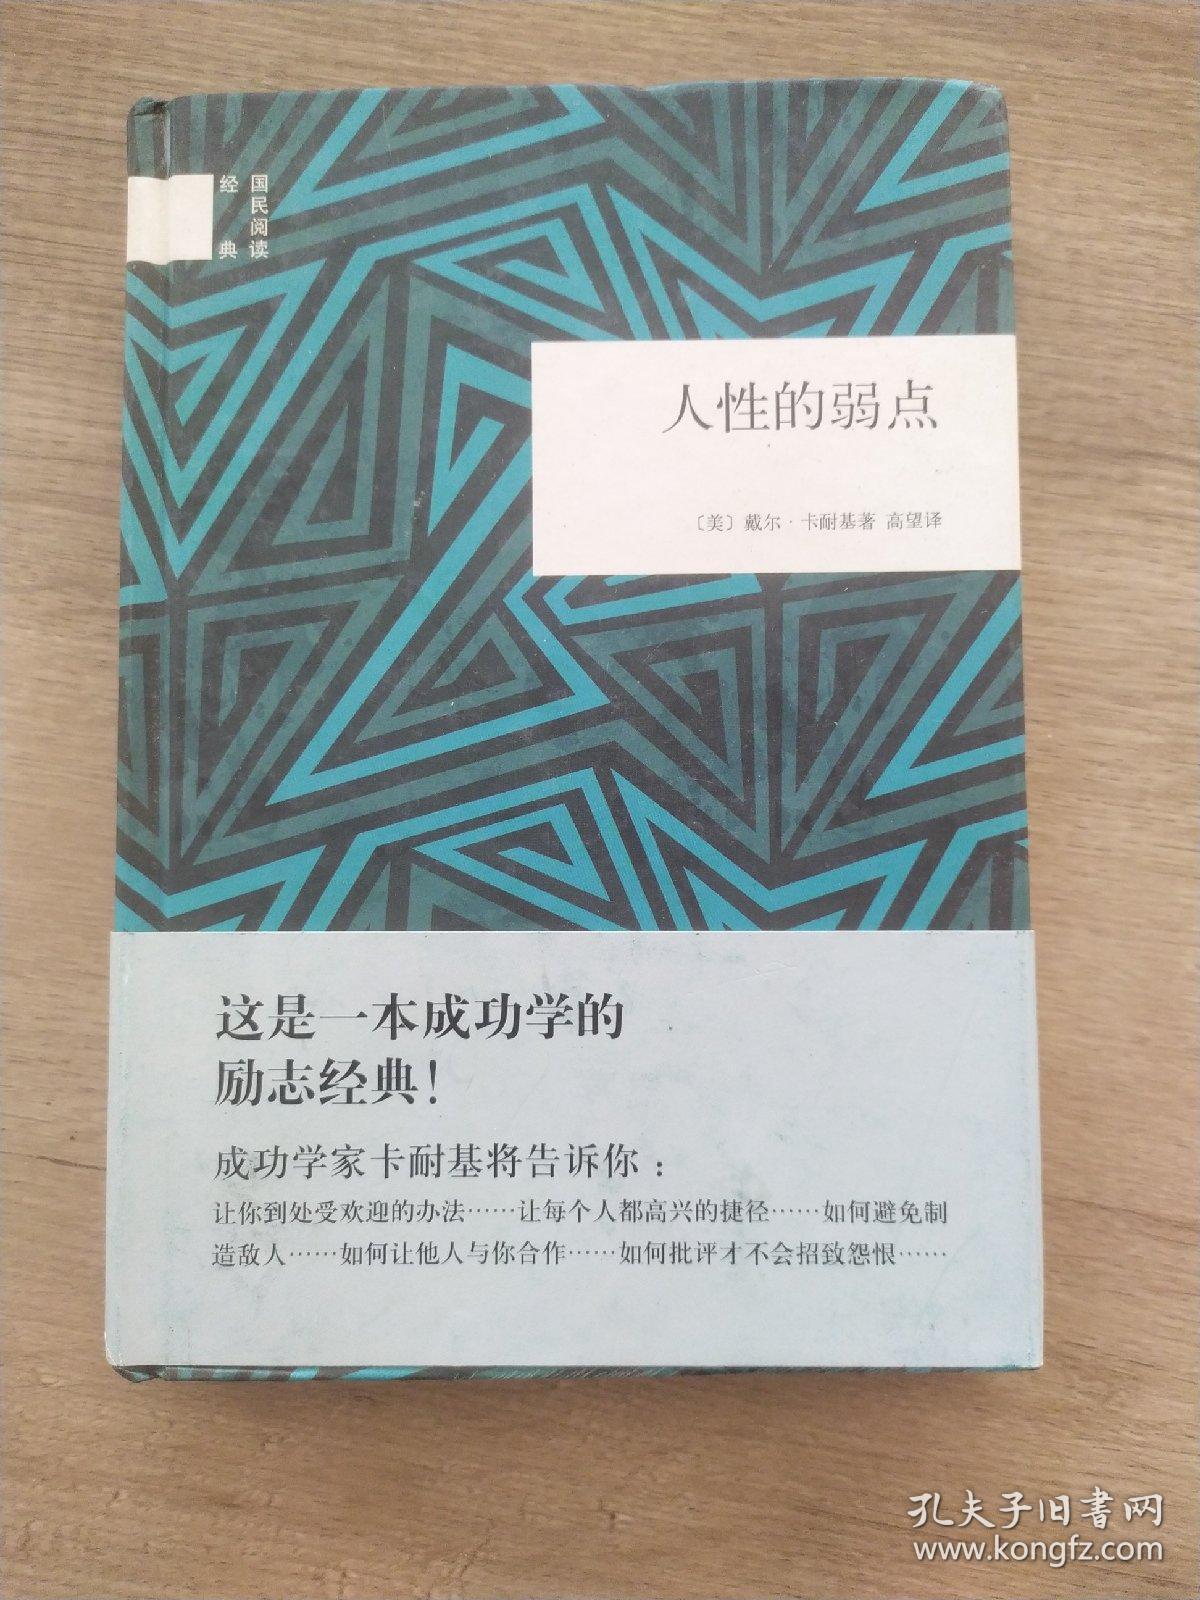 国民阅读
经典
人性的弱点
〔美〕戴尔·卡耐基著 高望译
这是一本成功学的
励志经典！
成功学家卡耐基将告诉你：
让你到处受欢迎的办法……让每个人都高兴的捷径……如何避免制
造敌人……如何让他人与你合作……如何批评才不会招致怨恨……
孔夫子旧书网
www.kongfz.com